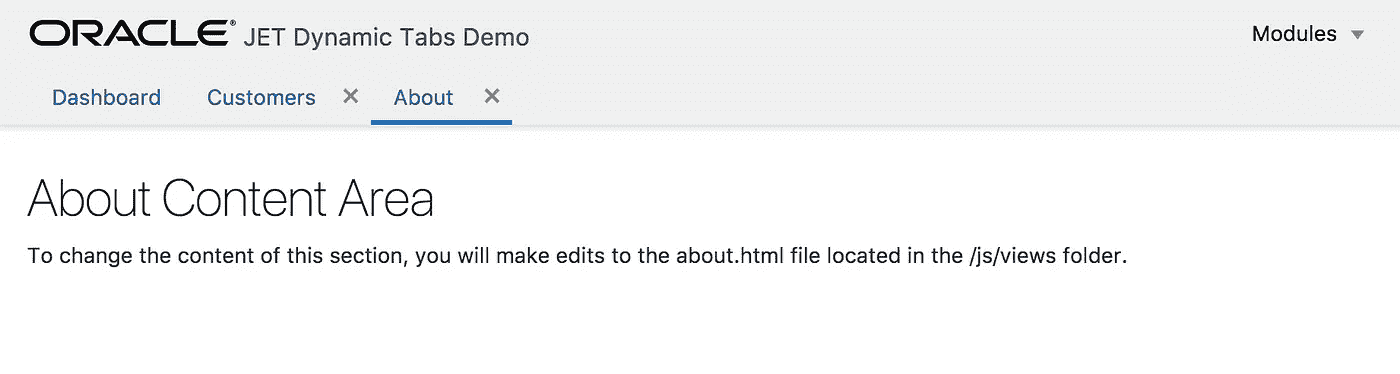 ORACLE® JET Dynamic Tabs Demo Modules
Dashboard Customers About
About Content Area
To change the content of this section, you will make edits to the about.html file located in the /js/views folder.